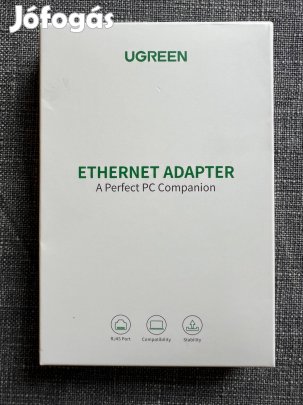 Jófogás
UGREEN
ETHERNET ADAPTER
A Perfect PC Companion
RJ45 Port Compatibility Stability